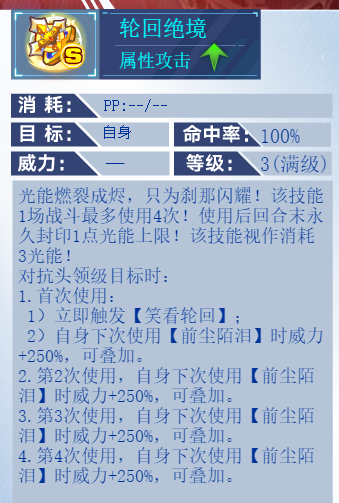 轮回绝境
属性攻击
S
消 耗： PP:--/--
目 标： 自身 命中率： 100%
威力： — 等级： 3(满级)
光能燃裂成烬，只为刹那闪耀！该技能
1场战斗最多使用4次！使用后回合末永
久封印1点光能上限！该技能视作消耗
3光能！
对抗头领级目标时：
1.首次使用：
1）立即触发【笑看轮回】；
2）自身下次使用【前尘陌泪】时威力
+250%，可叠加。
2.第2次使用，自身下次使用【前尘陌
泪】时威力+250%，可叠加。
3.第3次使用，自身下次使用【前尘陌
泪】时威力+250%，可叠加。
4.第4次使用，自身下次使用【前尘陌
泪】时威力+250%，可叠加。